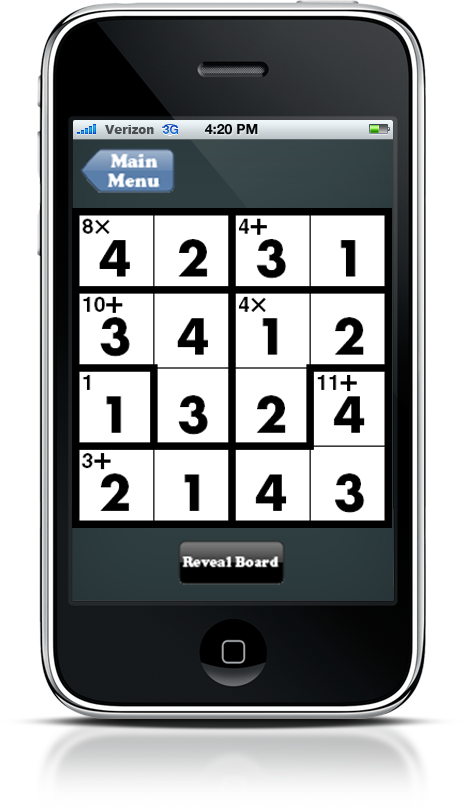 Verizon 3G 4:20 PM
Main
Menu
8× 4+
4 2 3 1
10+ 4×
3 4 1 2
1 11+
1 3 2 4
3+
2 1 4 3
Reveal Board